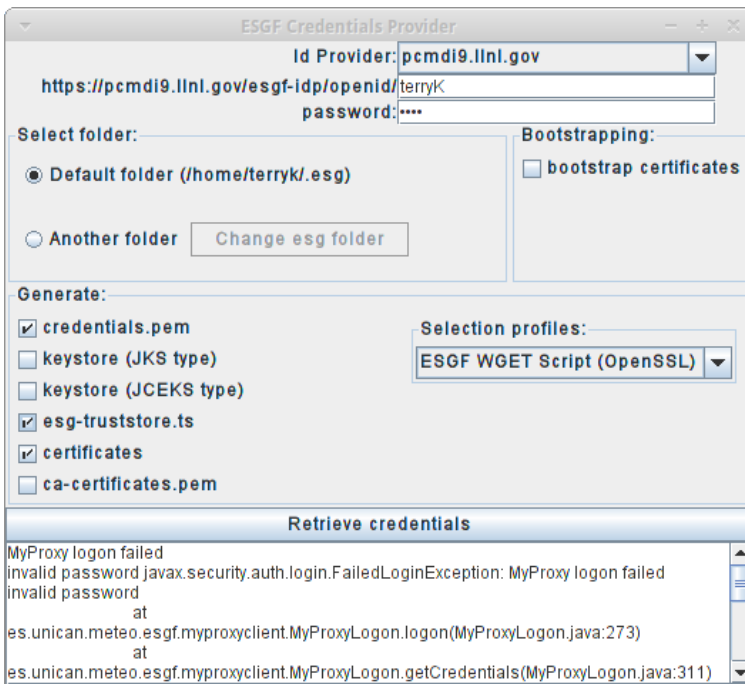 ESGF Credentials Provider
Id Provider: pcmdi9.llnl.gov
https://pcmdi9.llnl.gov/esgf-idp/openid/ terryK
password: ••••
Select folder:
Bootstrapping:
Default folder (/home/terryk/.esg)
bootstrap certificates
Another folder Change esg folder
Generate:
credentials.pem
Selection profiles:
keystore (JKS type)
ESGF WGET Script (OpenSSL)
keystore (JCEKS type)
esg-truststore.ts
certificates
ca-certificates.pem
Retrieve credentials
MyProxy logon failed
invalid password javax.security.auth.login.FailedLoginException: MyProxy logon failed
invalid password
at
es.unican.meteo.esgf.myproxyclient.MyProxyLogon.logon(MyProxyLogon.java:273)
at
es.unican.meteo.esgf.myproxyclient.MyProxyLogon.getCredentials(MyProxyLogon.java:311)